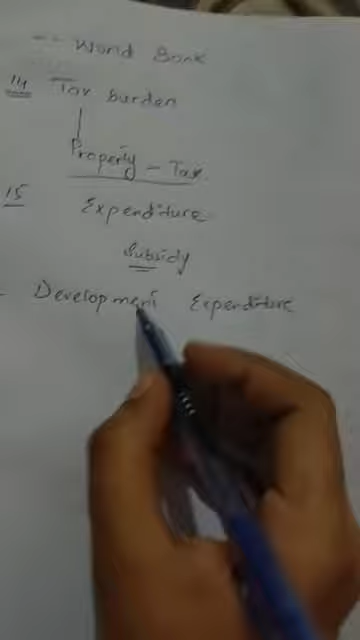 -- World Bank
14 Tax burden
Property - Tax.
15 Expenditure
Subsidy
- Development Expenditure